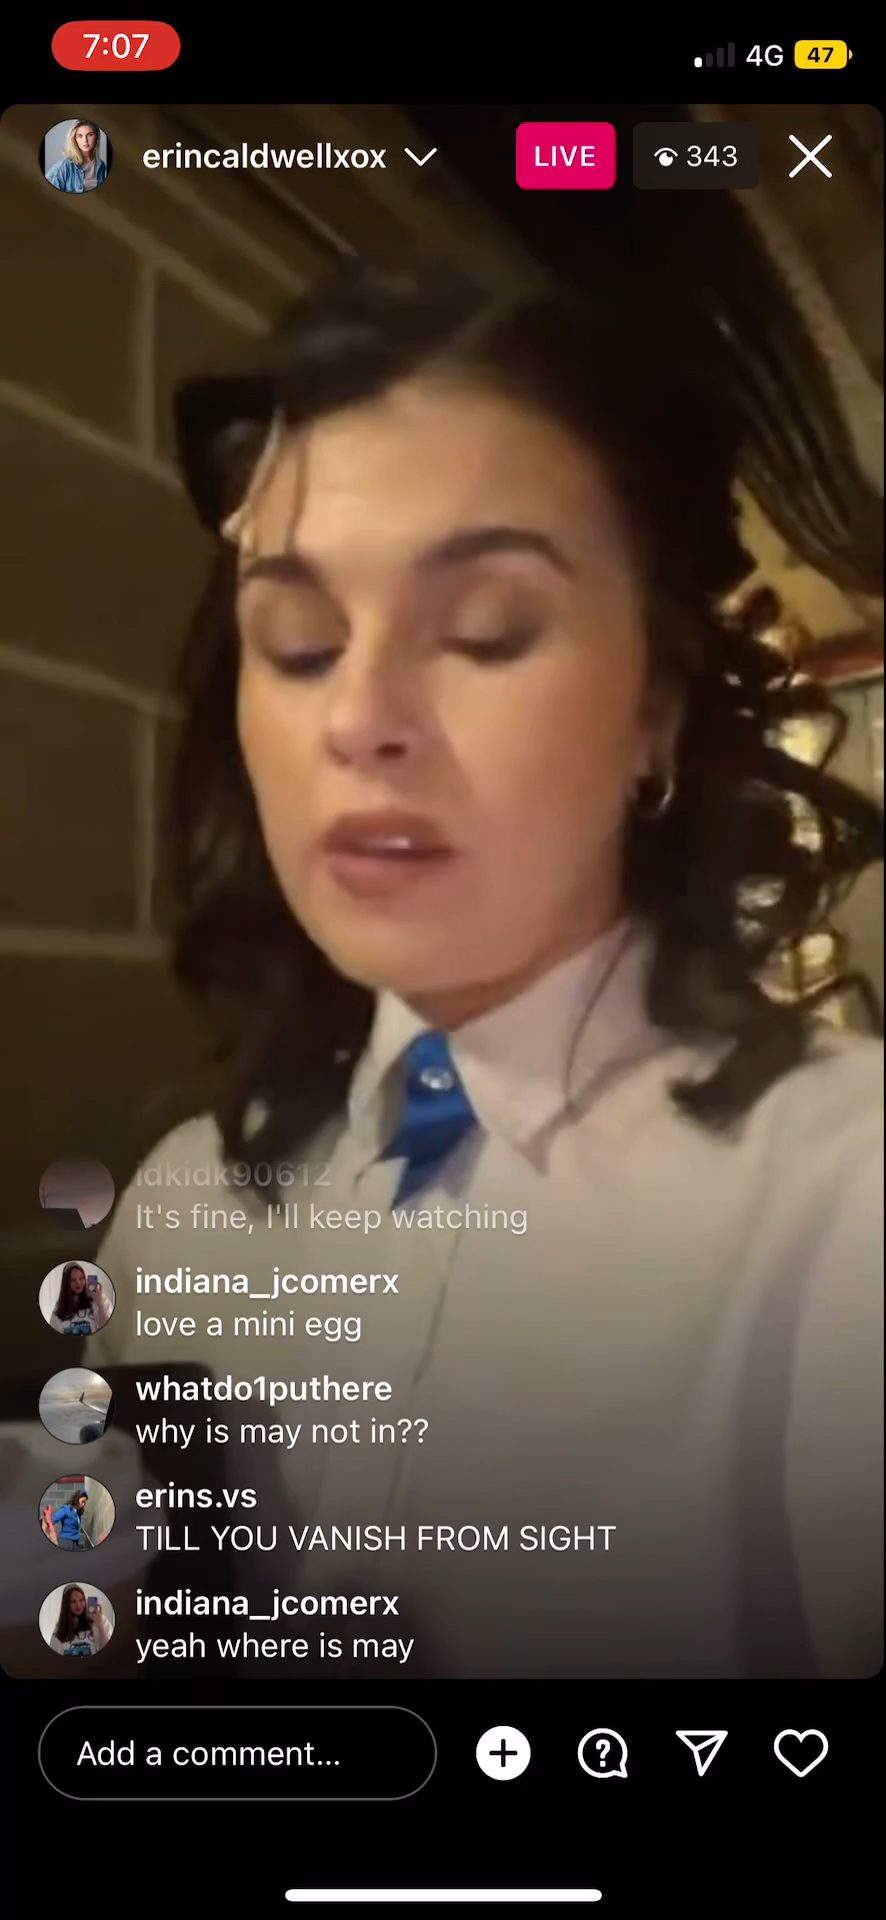 7:07
4G 47
erincaldwellxox LIVE 343
idkidk90612
It's fine, I'll keep watching
indiana_jcomerx
love a mini egg
whatdo1puthere
why is may not in??
erins.vs
TILL YOU VANISH FROM SIGHT
indiana_jcomerx
yeah where is may
Add a comment...